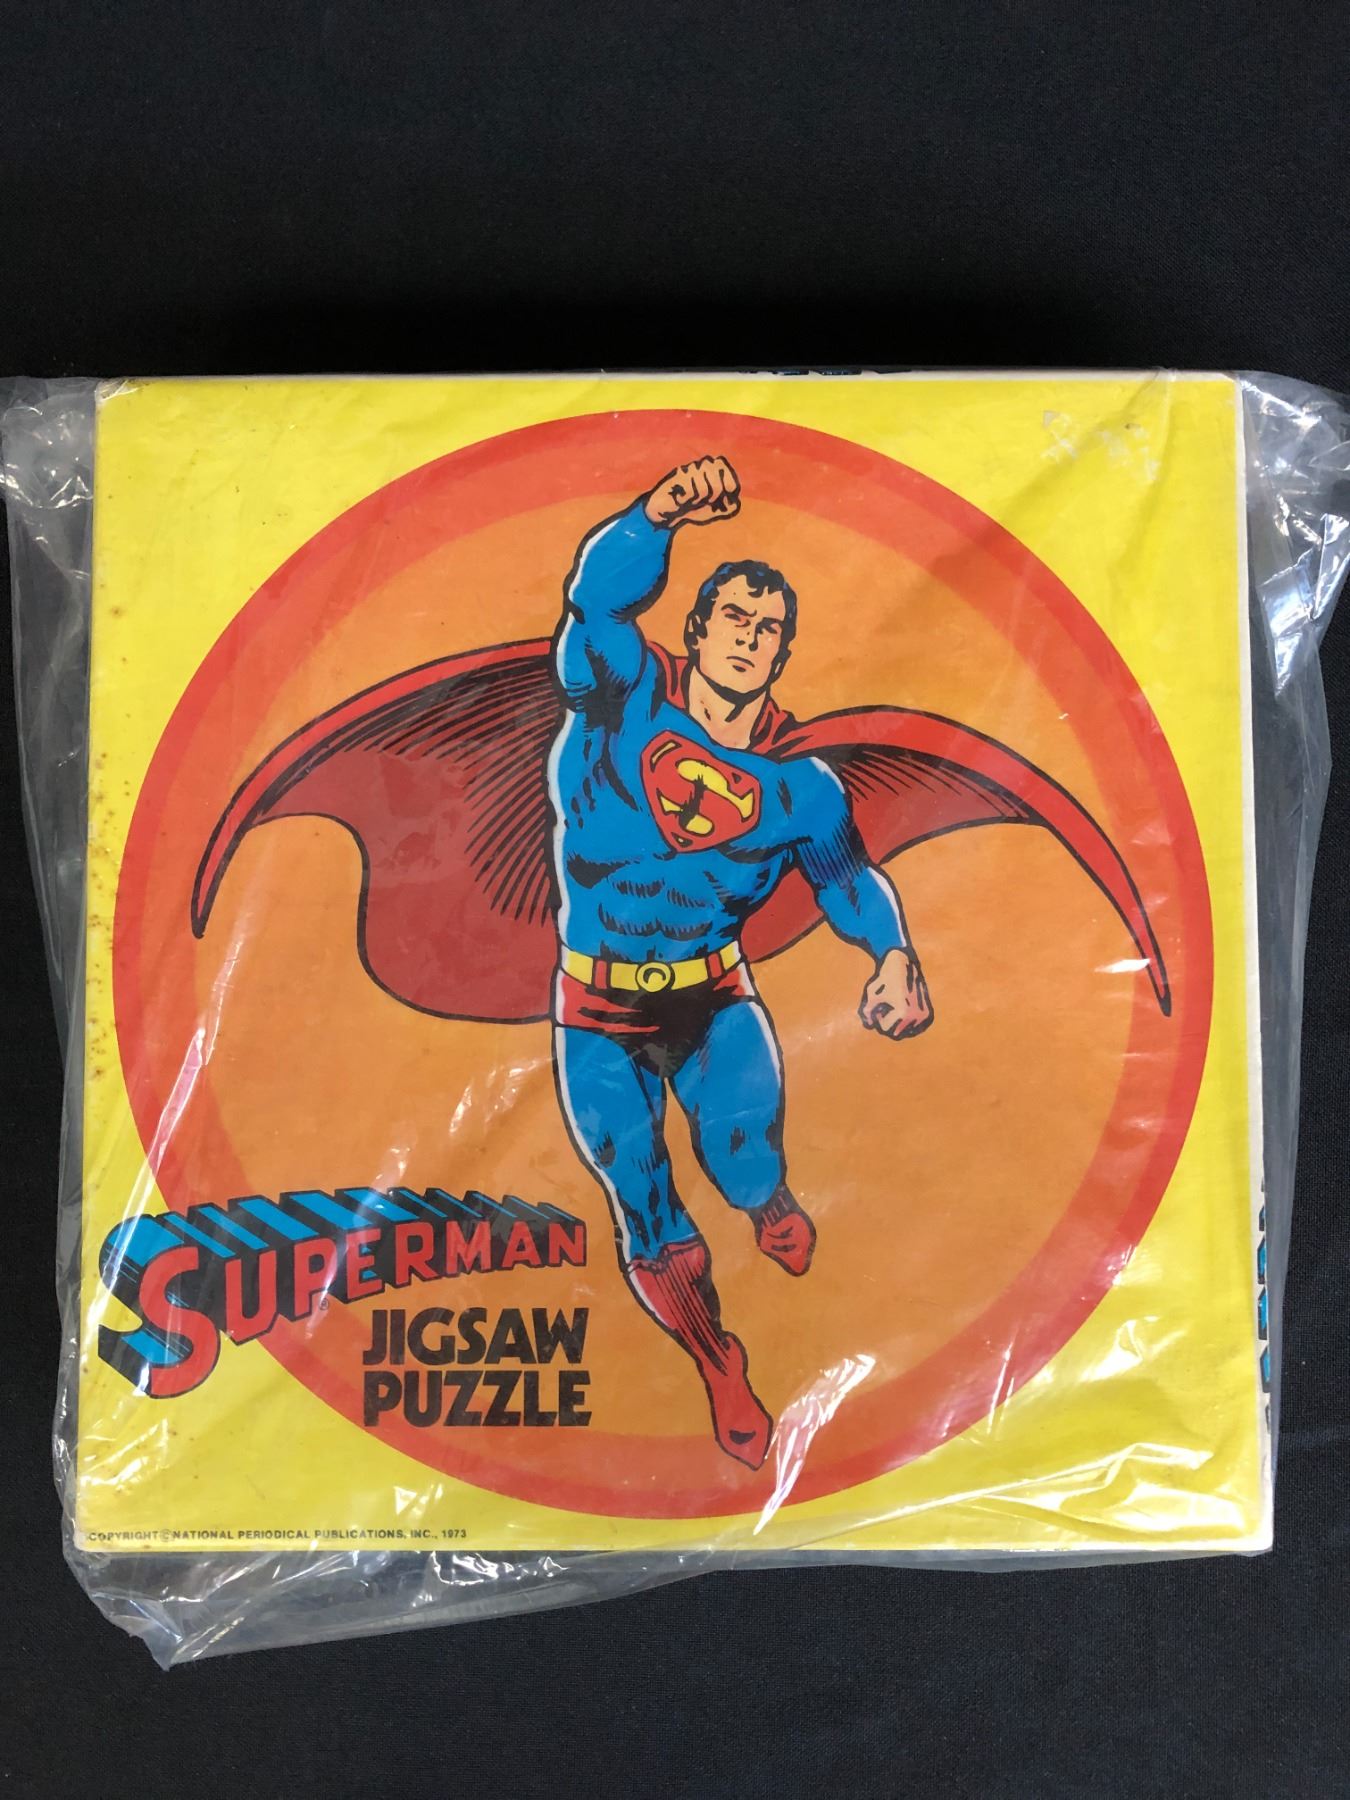 SUPERMAN®
JIGSAW
PUZZLE
COPYRIGHT © NATIONAL PERIODICAL PUBLICATIONS, INC., 1973